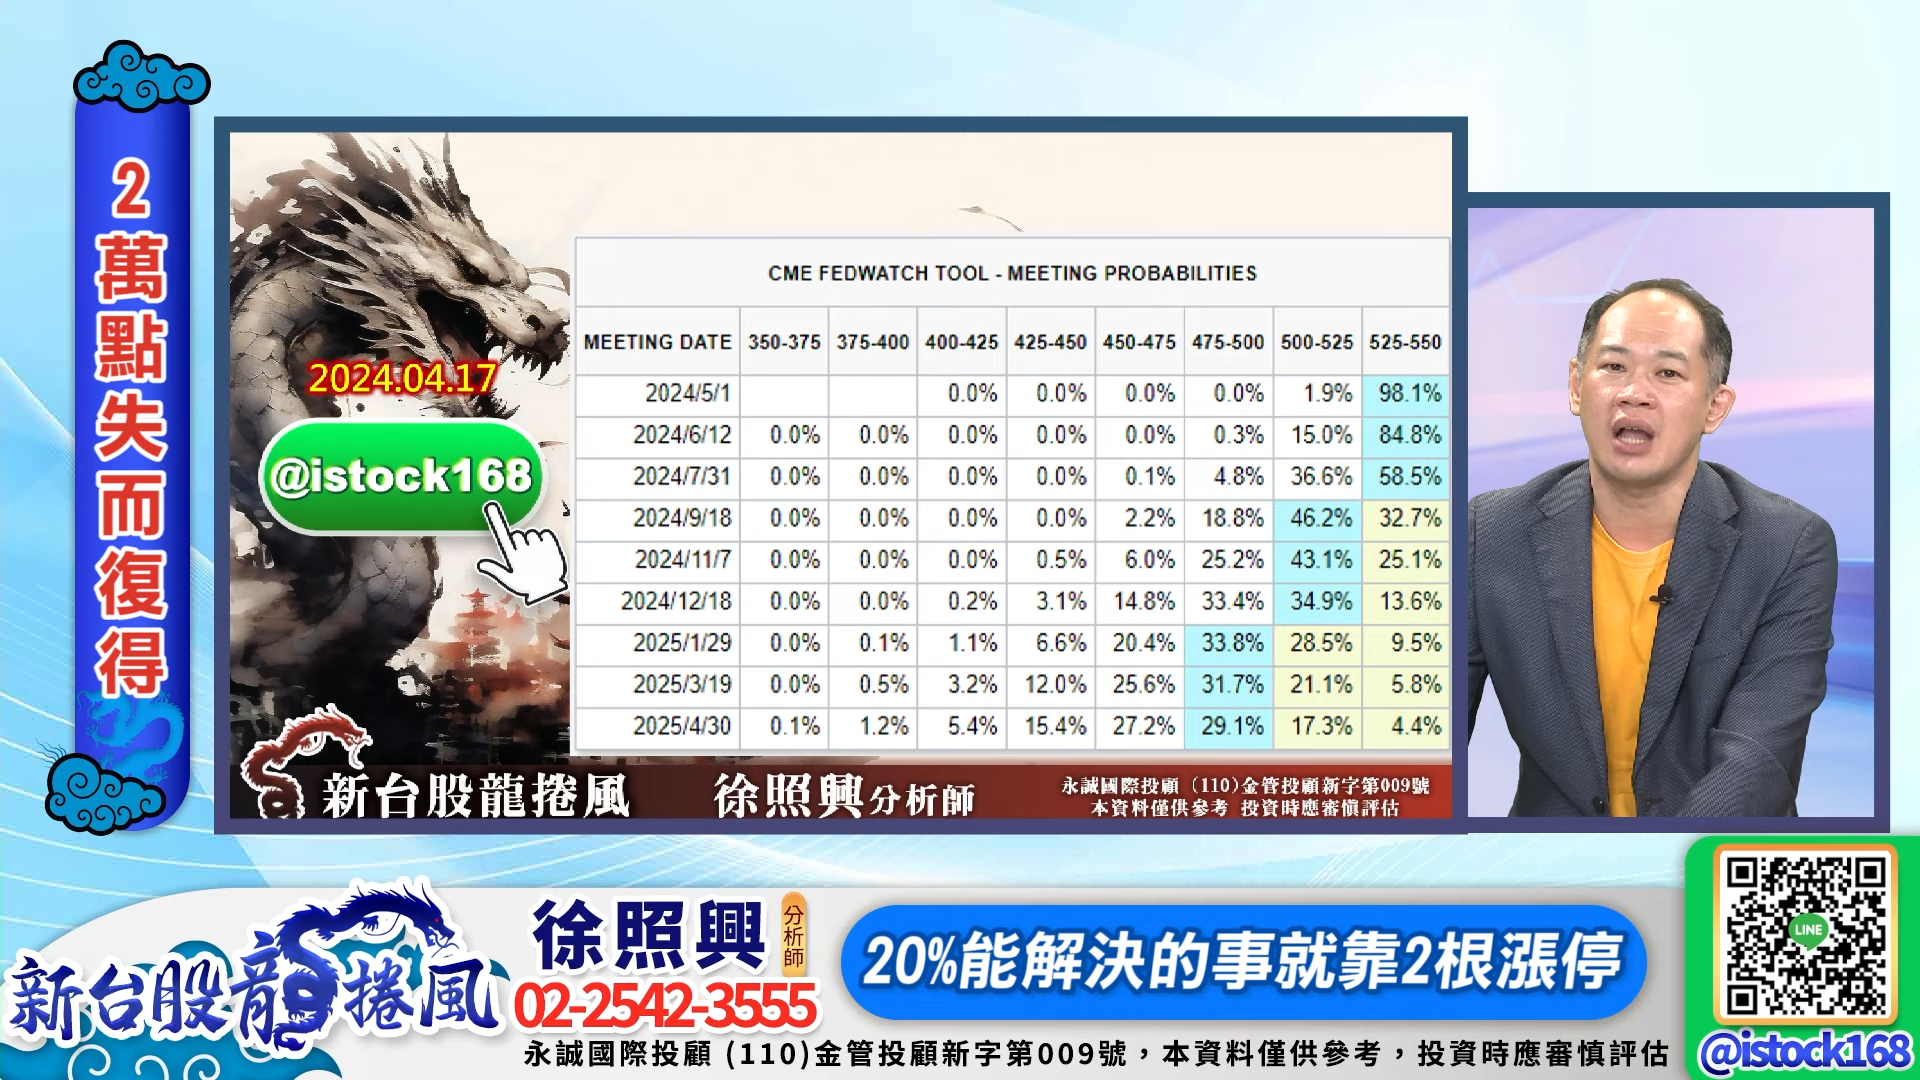 2萬點失而復得
2024.04.17
@istock168
CME FEDWATCH TOOL - MEETING PROBABILITIES
MEETING DATE 350-375 375-400 400-425 425-450 450-475 475-500 500-525 525-550
2024/5/1 0.0% 0.0% 0.0% 0.0% 1.9% 98.1%
2024/6/12 0.0% 0.0% 0.0% 0.0% 0.0% 0.3% 15.0% 84.8%
2024/7/31 0.0% 0.0% 0.0% 0.0% 0.1% 4.8% 36.6% 58.5%
2024/9/18 0.0% 0.0% 0.0% 0.0% 2.2% 18.8% 46.2% 32.7%
2024/11/7 0.0% 0.0% 0.0% 0.5% 6.0% 25.2% 43.1% 25.1%
2024/12/18 0.0% 0.0% 0.2% 3.1% 14.8% 33.4% 34.9% 13.6%
2025/1/29 0.0% 0.1% 1.1% 6.6% 20.4% 33.8% 28.5% 9.5%
2025/3/19 0.0% 0.5% 3.2% 12.0% 25.6% 31.7% 21.1% 5.8%
2025/4/30 0.1% 1.2% 5.4% 15.4% 27.2% 29.1% 17.3% 4.4%
新台股龍捲風 徐照興分析師
永誠國際投顧 (110)金管投顧新字第009號
本資料僅供參考 投資時應審慎評估
新台股龍捲風
徐照興
分析師
02-2542-3555
20%能解決的事就靠2根漲停
LINE
永誠國際投顧 (110)金管投顧新字第009號，本資料僅供參考，投資時應審慎評估
@istock168